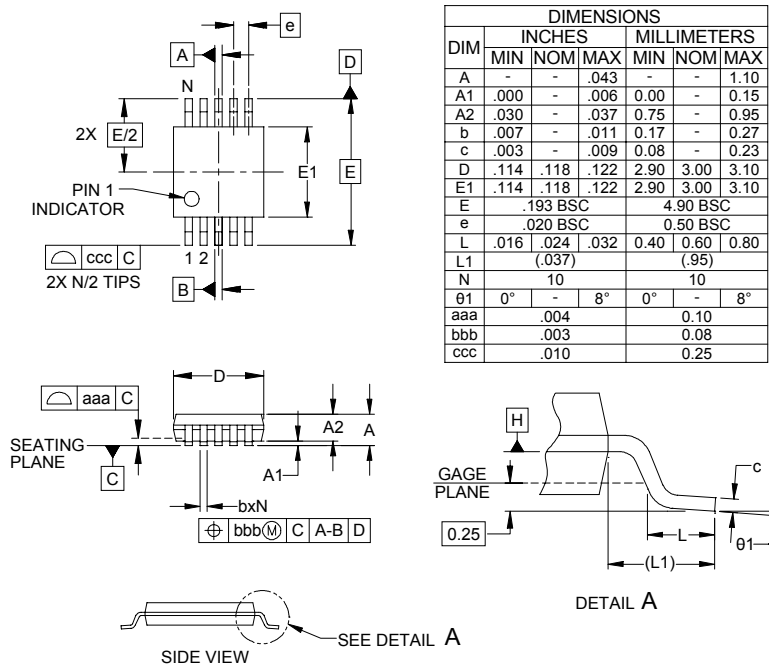 A
e
D
N
2X E/2
E1
E
PIN 1
INDICATOR
ccc C
1 2
2X N/2 TIPS
B
DIMENSIONS
DIM INCHES MILLIMETERS
MIN NOM MAX MIN NOM MAX
A - - .043 - - 1.10
A1 .000 - .006 0.00 - 0.15
A2 .030 - .037 0.75 - 0.95
b .007 - .011 0.17 - 0.27
c .003 - .009 0.08 - 0.23
D .114 .118 .122 2.90 3.00 3.10
E1 .114 .118 .122 2.90 3.00 3.10
E .193 BSC 4.90 BSC
e .020 BSC 0.50 BSC
L .016 .024 .032 0.40 0.60 0.80
L1 (.037) (.95)
N 10 10
θ1 0° - 8° 0° - 8°
aaa .004 0.10
bbb .003 0.08
ccc .010 0.25
D
aaa C
A2 A
SEATING
PLANE
C
A1
bxN
⌖ bbbⓂ C A-B D
H
GAGE
PLANE
0.25
c
L
θ1
(L1)
DETAIL A
SEE DETAIL A
SIDE VIEW